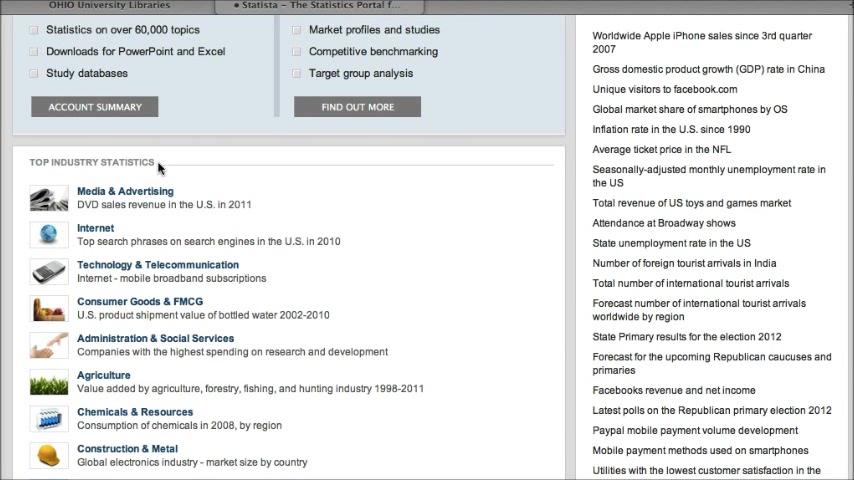 OHIO University Libraries
Statista – The Statistics Portal f...
Statistics on over 60,000 topics
Downloads for PowerPoint and Excel
Study databases
ACCOUNT SUMMARY
Market profiles and studies
Competitive benchmarking
Target group analysis
FIND OUT MORE
TOP INDUSTRY STATISTICS
Media & Advertising
DVD sales revenue in the U.S. in 2011
Internet
Top search phrases on search engines in the U.S. in 2010
Technology & Telecommunication
Internet - mobile broadband subscriptions
Consumer Goods & FMCG
U.S. product shipment value of bottled water 2002-2010
Administration & Social Services
Companies with the highest spending on research and development
Agriculture
Value added by agriculture, forestry, fishing, and hunting industry 1998-2011
Chemicals & Resources
Consumption of chemicals in 2008, by region
Construction & Metal
Global electronics industry - market size by country
Worldwide Apple iPhone sales since 3rd quarter
2007
Gross domestic product growth (GDP) rate in China
Unique visitors to facebook.com
Global market share of smartphones by OS
Inflation rate in the U.S. since 1990
Average ticket price in the NFL
Seasonally-adjusted monthly unemployment rate in
the US
Total revenue of US toys and games market
Attendance at Broadway shows
State unemployment rate in the US
Number of foreign tourist arrivals in India
Total number of international tourist arrivals
Forecast number of international tourist arrivals
worldwide by region
State Primary results for the election 2012
Forecast for the upcoming Republican caucuses and
primaries
Facebooks revenue and net income
Latest polls on the Republican primary election 2012
Paypal mobile payment volume development
Mobile payment methods used on smartphones
Utilities with the lowest customer satisfaction in the